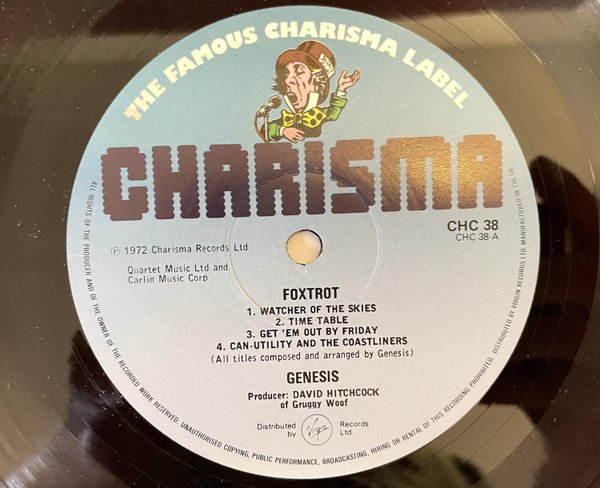 THE FAMOUS CHARISMA LABEL
CHARISMA
CHC 38
CHC 38-A
℗ 1972 Charisma Records Ltd
Quartet Music Ltd and
Carlin Music Corp
FOXTROT
1. WATCHER OF THE SKIES
2. TIME TABLE
3. GET 'EM OUT BY FRIDAY
4. CAN-UTILITY AND THE COASTLINERS
(All titles composed and arranged by Genesis)
GENESIS
Producer: DAVID HITCHCOCK
of Gruggy Woof
Distributed by Virgin Records Ltd
ALL RIGHTS OF THE PRODUCER AND OF THE OWNER OF THE RECORDED WORK RESERVED. UNAUTHORISED COPYING, PUBLIC PERFORMANCE, BROADCASTING, HIRING OR RENTAL OF THIS RECORDING PROHIBITED. DISTRIBUTED BY VIRGIN RECORDS LTD. MANUFACTURED IN THE UK